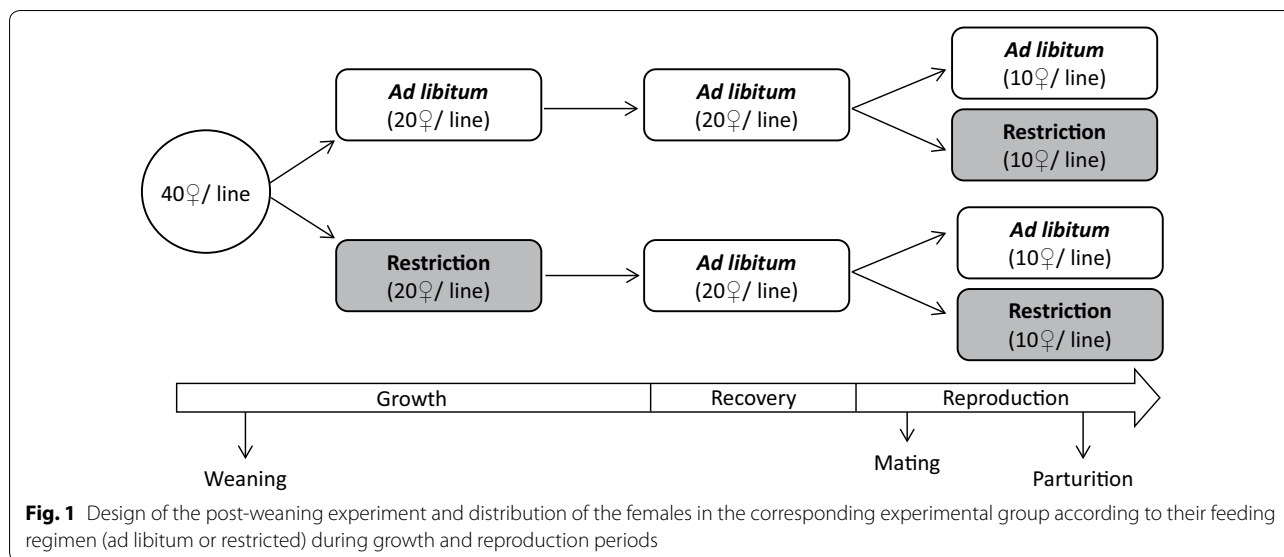 40♀/ line
Ad libitum
(20♀/ line)
Restriction
(20♀/ line)
Ad libitum
(20♀/ line)
Ad libitum
(20♀/ line)
Ad libitum
(10♀/ line)
Restriction
(10♀/ line)
Ad libitum
(10♀/ line)
Restriction
(10♀/ line)
Growth
Recovery
Reproduction
Weaning
Mating
Parturition
Fig. 1 Design of the post-weaning experiment and distribution of the females in the corresponding experimental group according to their feeding
regimen (ad libitum or restricted) during growth and reproduction periods